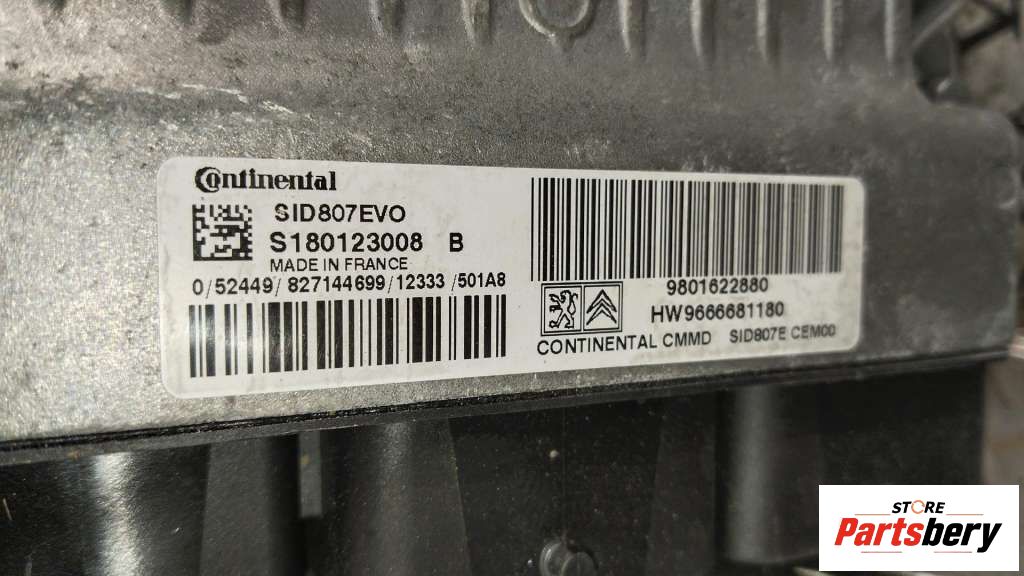 Continental
SID807EVO
S180123008 B
MADE IN FRANCE
0/52449/827144699/12333/501A8
9801622880
HW9666681180
CONTINENTAL CMMD SID807E CEM00
STORE
Partsbery